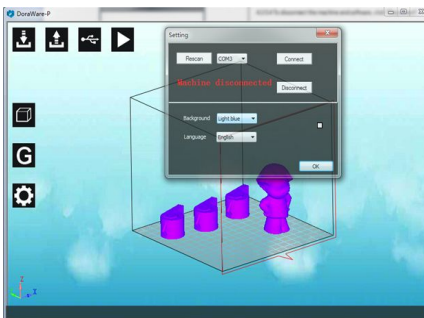 DoraWare-P
Setting
Rescan COM3 Connect
Machine disconnected
Disconnect
Background Light blue
Language English
OK
G